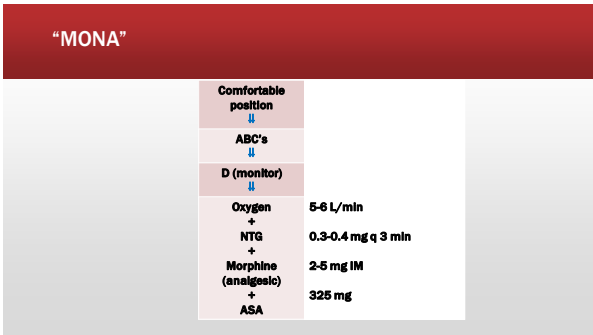 “MONA”
Comfortable
position
⇓
ABC’s
⇓
D (monitor)
⇓
Oxygen 5-6 L/min
+
NTG 0.3-0.4 mg q 3 min
+
Morphine 2-5 mg IM
(analgesic)
+ 325 mg
ASA